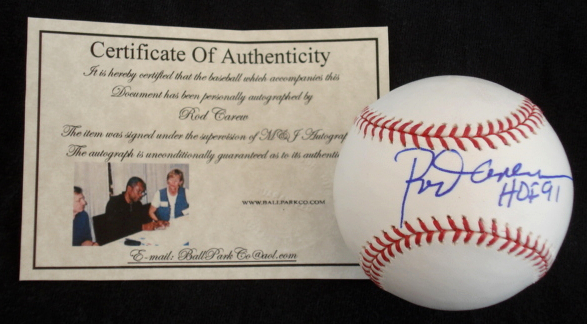 Certificate Of Authenticity
It is hereby certified that the baseball which accompanies this
Document has been personally autographed by
Rod Carew
The item was signed under the supervision of M&J Autograp
The autograph is unconditionally guaranteed as to its authenti
WWW.BALLPARKCO.COM
E-mail: BallParkCo@aol.com
Rod Carew
HOF 91